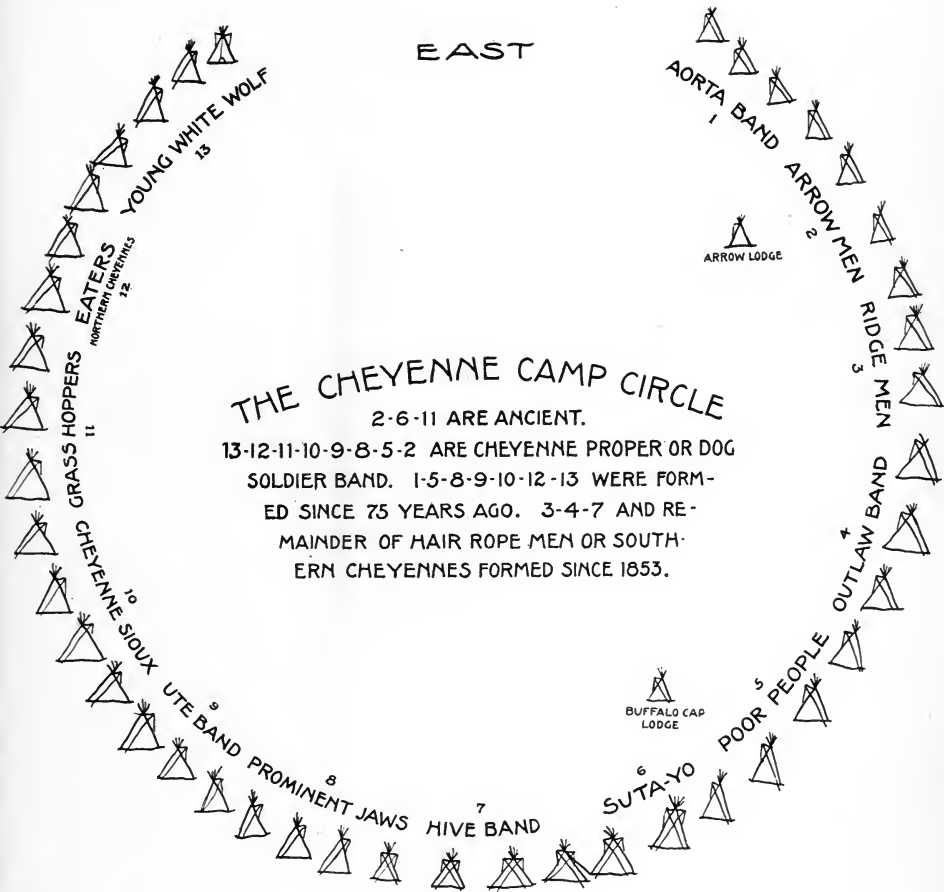 EAST
AORTA BAND
1
ARROW MEN
2
ARROW LODGE
RIDGE MEN
3
OUTLAW BAND
4
POOR PEOPLE
5
SUTA-YO
6
BUFFALO CAP
LODGE
HIVE BAND
7
PROMINENT JAWS
8
UTE BAND
9
CHEYENNE SIOUX
10
GRASS HOPPERS
11
EATERS
NORTHERN CHEYENNES
12
YOUNG WHITE WOLF
13
THE CHEYENNE CAMP CIRCLE
2-6-11 ARE ANCIENT.
13-12-11-10-9-8-5-2 ARE CHEYENNE PROPER OR DOG
SOLDIER BAND. 1-5-8-9-10-12-13 WERE FORM-
ED SINCE 75 YEARS AGO. 3-4-7 AND RE-
MAINDER OF HAIR ROPE MEN OR SOUTH-
ERN CHEYENNES FORMED SINCE 1853.